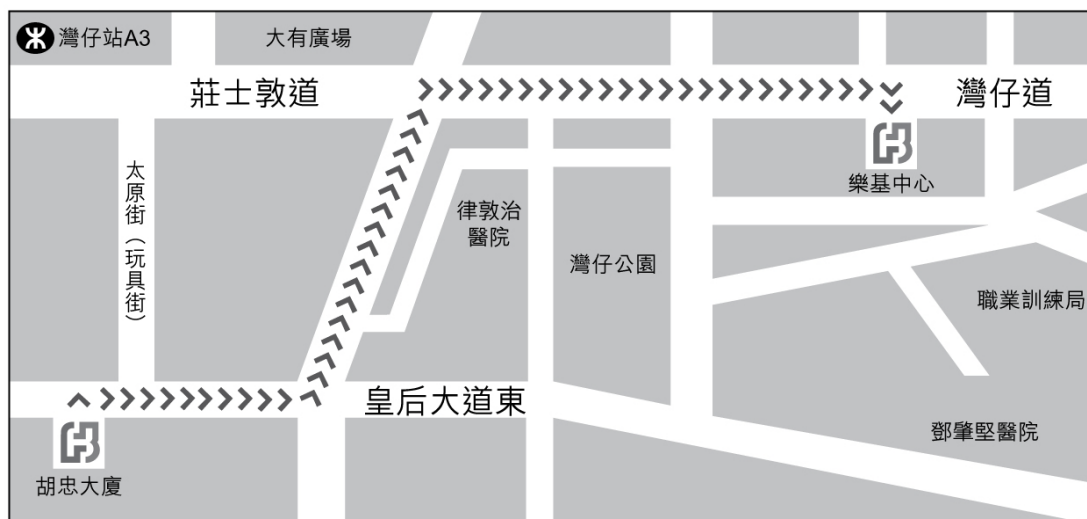 灣仔站A3
大有廣場
莊士敦道
灣仔道
太原街（玩具街）
樂基中心
律敦治
醫院
灣仔公園
職業訓練局
皇后大道東
鄧肇堅醫院
胡忠大廈